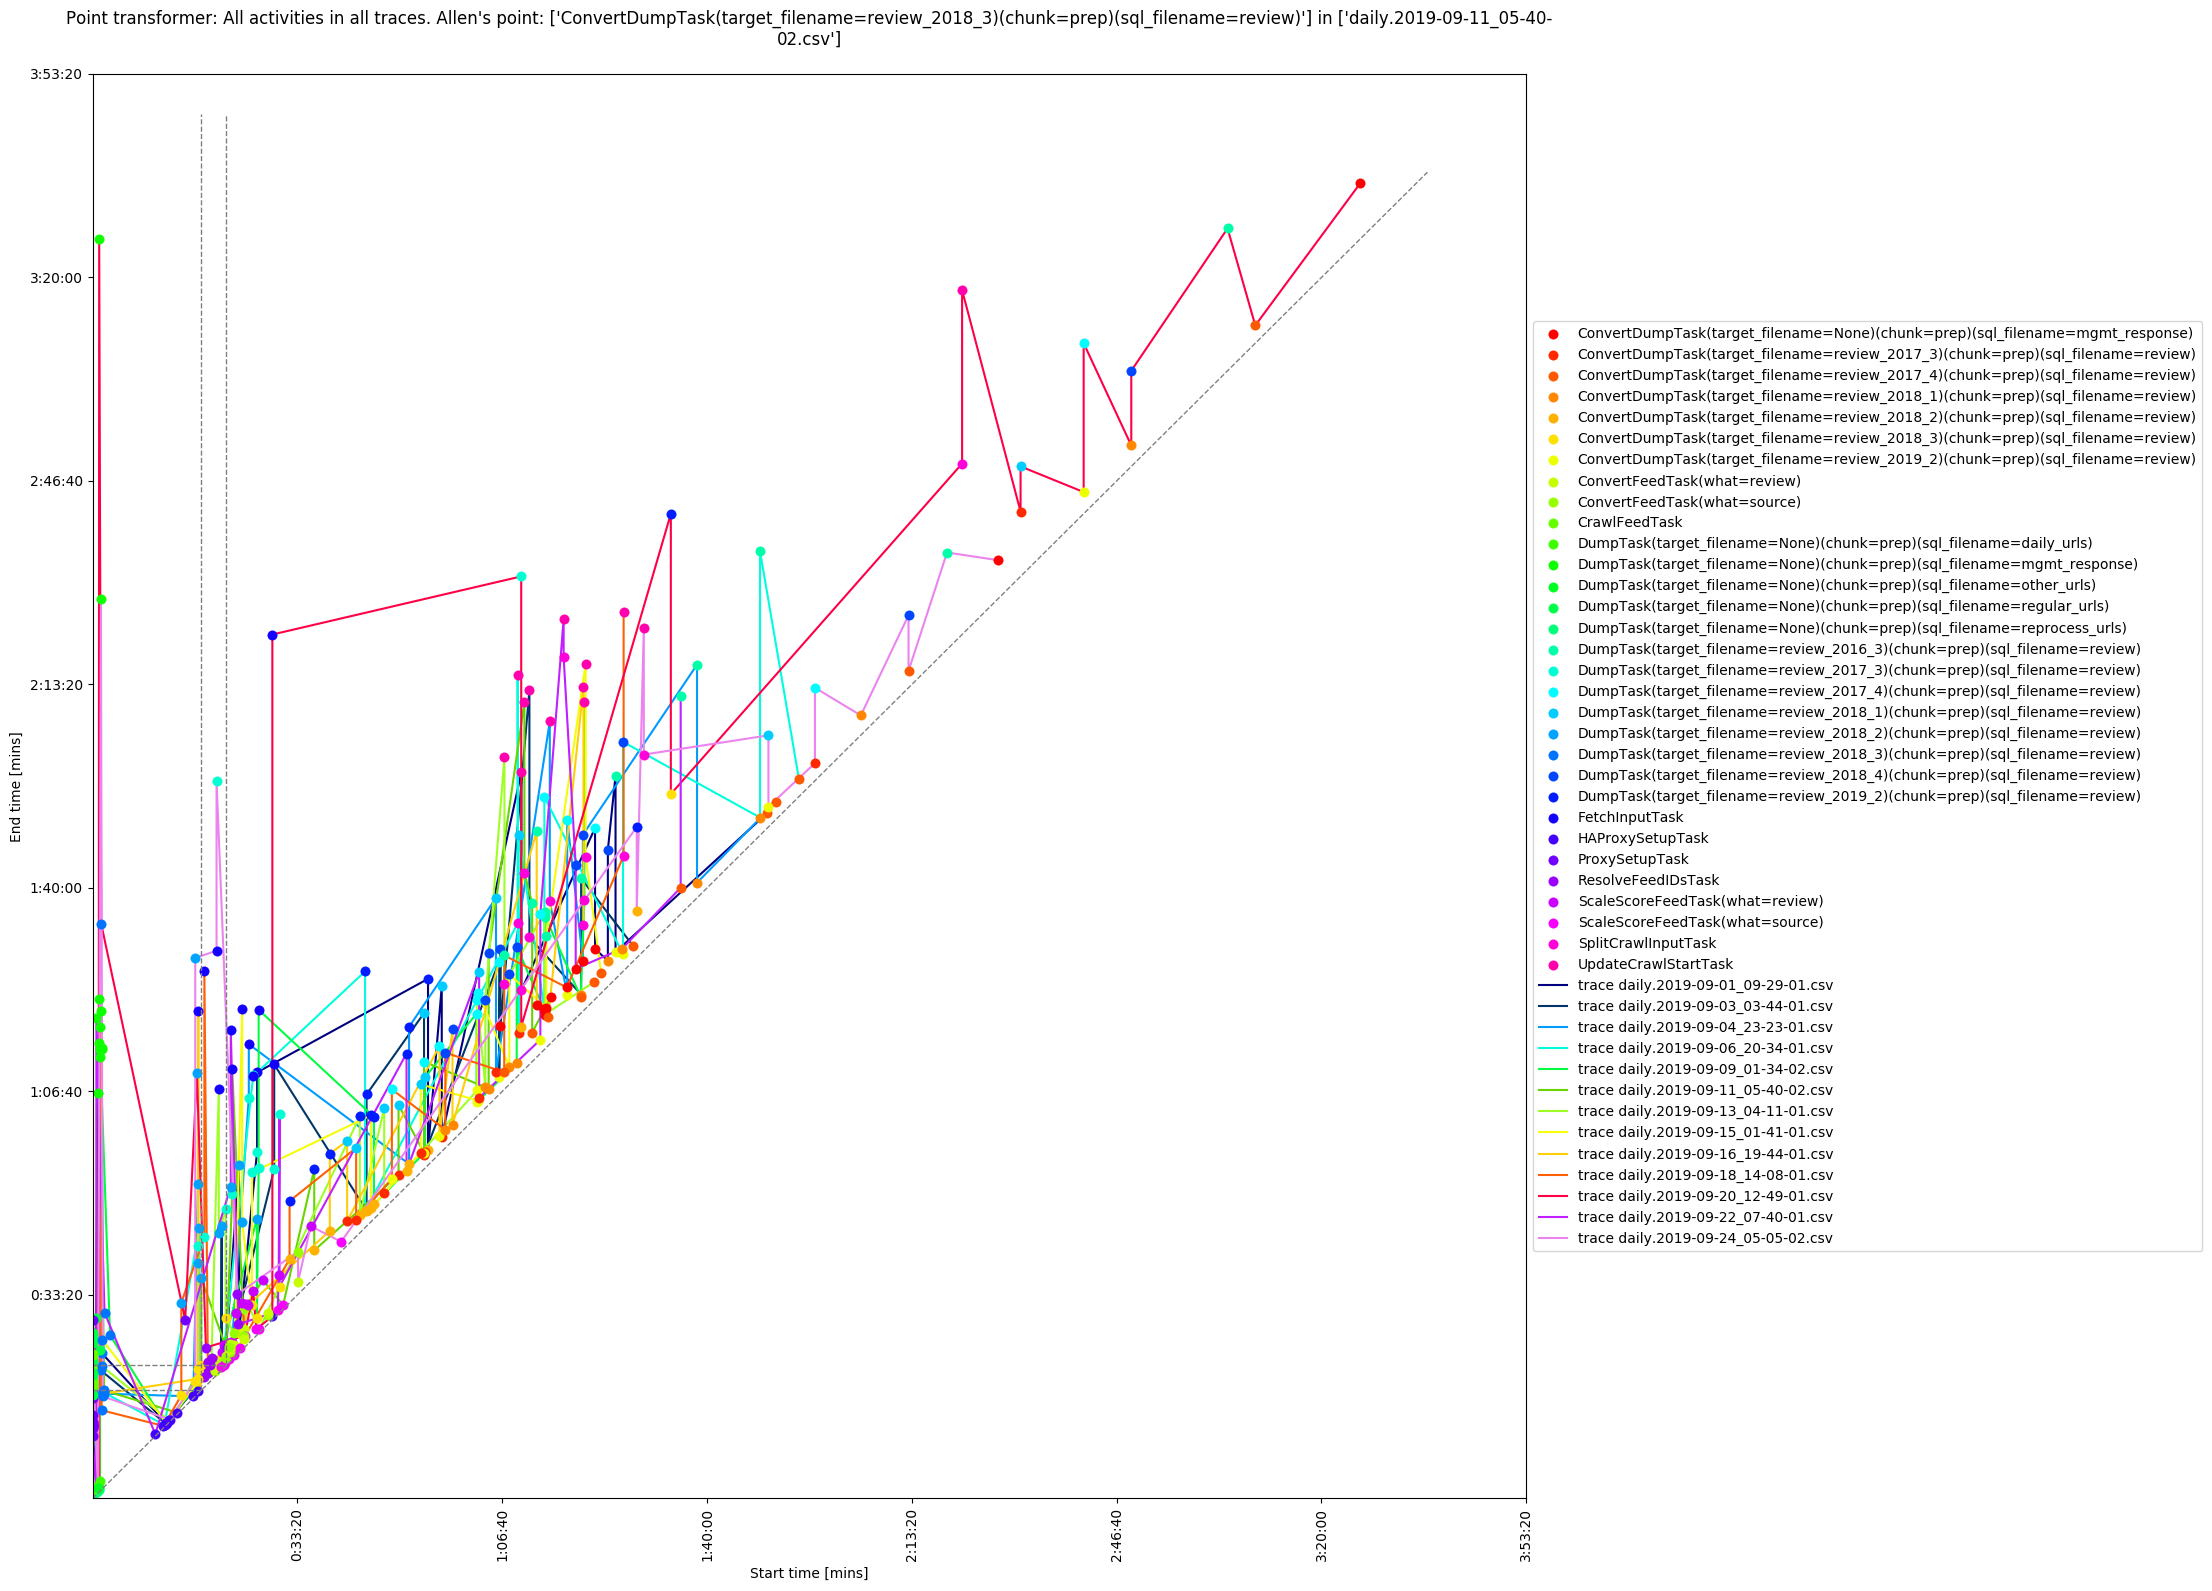 Point transformer: All activities in all traces. Allen's point: ['ConvertDumpTask(target_filename=review_2018_3)(chunk=prep)(sql_filename=review)'] in ['daily.2019-09-11_05-40-
02.csv']
3:53:20
3:20:00
2:46:40
2:13:20
1:40:00
1:06:40
0:33:20
End time [mins]
0:33:20
1:06:40
1:40:00
2:13:20
2:46:40
3:20:00
3:53:20
Start time [mins]
ConvertDumpTask(target_filename=None)(chunk=prep)(sql_filename=mgmt_response)
ConvertDumpTask(target_filename=review_2017_3)(chunk=prep)(sql_filename=review)
ConvertDumpTask(target_filename=review_2017_4)(chunk=prep)(sql_filename=review)
ConvertDumpTask(target_filename=review_2018_1)(chunk=prep)(sql_filename=review)
ConvertDumpTask(target_filename=review_2018_2)(chunk=prep)(sql_filename=review)
ConvertDumpTask(target_filename=review_2018_3)(chunk=prep)(sql_filename=review)
ConvertDumpTask(target_filename=review_2019_2)(chunk=prep)(sql_filename=review)
ConvertFeedTask(what=review)
ConvertFeedTask(what=source)
CrawlFeedTask
DumpTask(target_filename=None)(chunk=prep)(sql_filename=daily_urls)
DumpTask(target_filename=None)(chunk=prep)(sql_filename=mgmt_response)
DumpTask(target_filename=None)(chunk=prep)(sql_filename=other_urls)
DumpTask(target_filename=None)(chunk=prep)(sql_filename=regular_urls)
DumpTask(target_filename=None)(chunk=prep)(sql_filename=reprocess_urls)
DumpTask(target_filename=review_2016_3)(chunk=prep)(sql_filename=review)
DumpTask(target_filename=review_2017_3)(chunk=prep)(sql_filename=review)
DumpTask(target_filename=review_2017_4)(chunk=prep)(sql_filename=review)
DumpTask(target_filename=review_2018_1)(chunk=prep)(sql_filename=review)
DumpTask(target_filename=review_2018_2)(chunk=prep)(sql_filename=review)
DumpTask(target_filename=review_2018_3)(chunk=prep)(sql_filename=review)
DumpTask(target_filename=review_2018_4)(chunk=prep)(sql_filename=review)
DumpTask(target_filename=review_2019_2)(chunk=prep)(sql_filename=review)
FetchInputTask
HAProxySetupTask
ProxySetupTask
ResolveFeedIDsTask
ScaleScoreFeedTask(what=review)
ScaleScoreFeedTask(what=source)
SplitCrawlInputTask
UpdateCrawlStartTask
trace daily.2019-09-01_09-29-01.csv
trace daily.2019-09-03_03-44-01.csv
trace daily.2019-09-04_23-23-01.csv
trace daily.2019-09-06_20-34-01.csv
trace daily.2019-09-09_01-34-02.csv
trace daily.2019-09-11_05-40-02.csv
trace daily.2019-09-13_04-11-01.csv
trace daily.2019-09-15_01-41-01.csv
trace daily.2019-09-16_19-44-01.csv
trace daily.2019-09-18_14-08-01.csv
trace daily.2019-09-20_12-49-01.csv
trace daily.2019-09-22_07-40-01.csv
trace daily.2019-09-24_05-05-02.csv